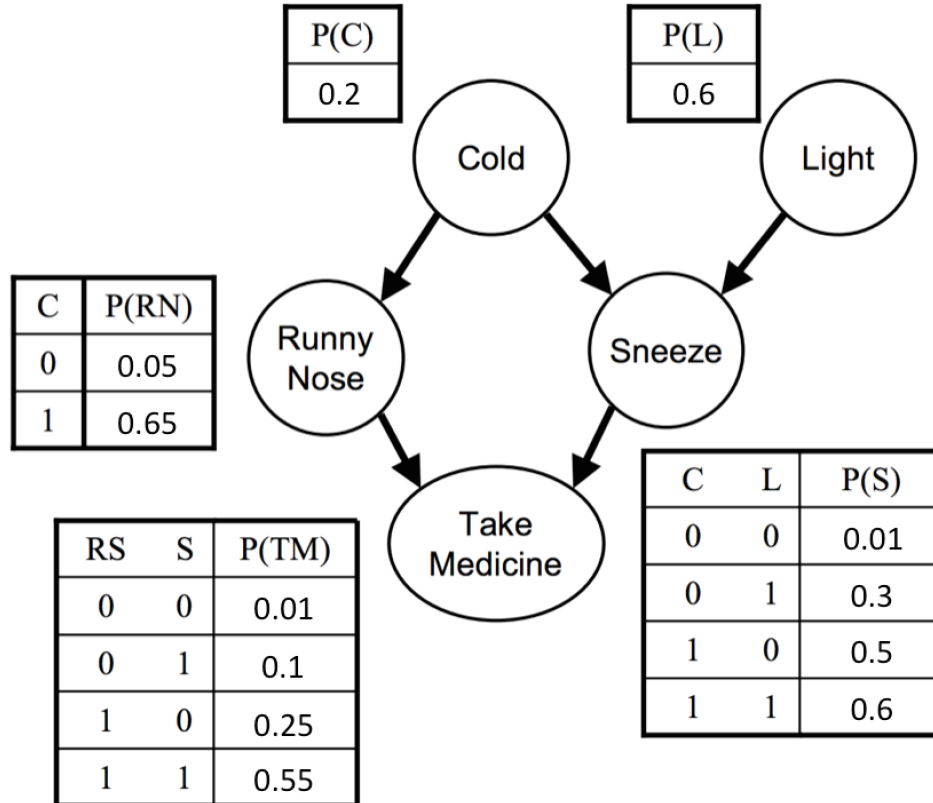 P(C)
0.2
P(L)
0.6
Cold
Light
C P(RN)
0 0.05
1 0.65
Runny
Nose
Sneeze
C L P(S)
0 0 0.01
0 1 0.3
1 0 0.5
1 1 0.6
Take
Medicine
RS S P(TM)
0 0 0.01
0 1 0.1
1 0 0.25
1 1 0.55